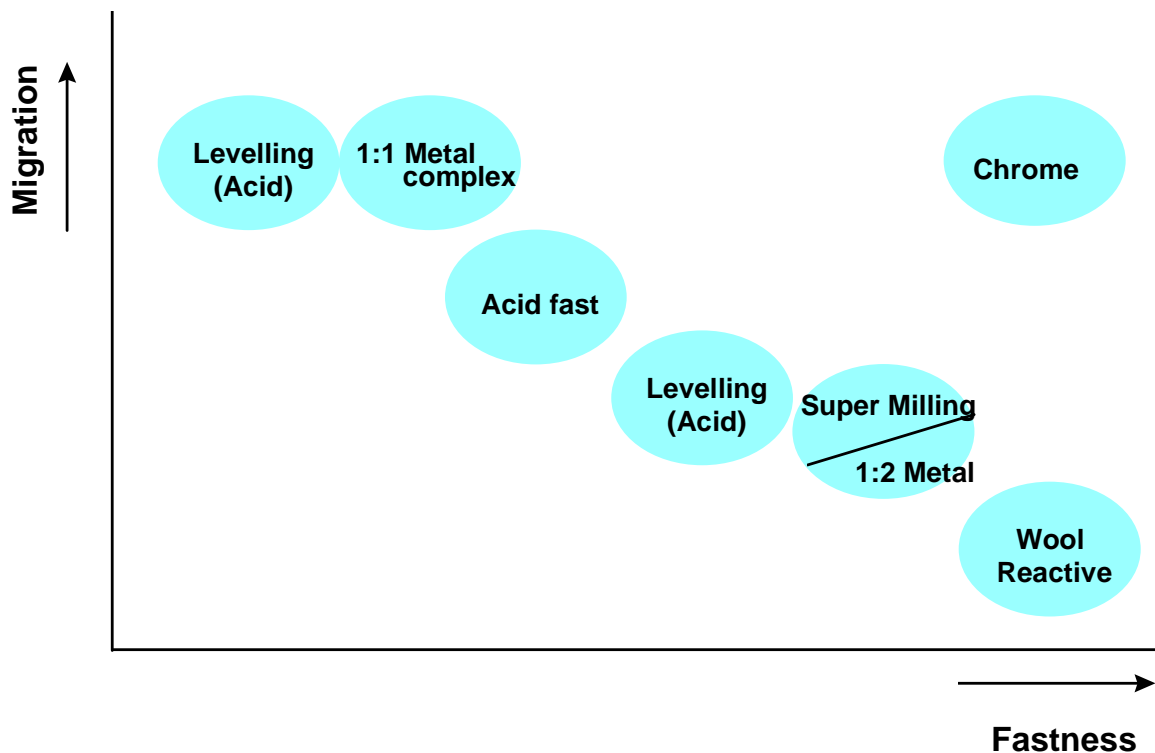 Migration
Levelling
(Acid)
1:1 Metal
complex
Chrome
Acid fast
Levelling
(Acid)
Super Milling
1:2 Metal
Wool
Reactive
Fastness